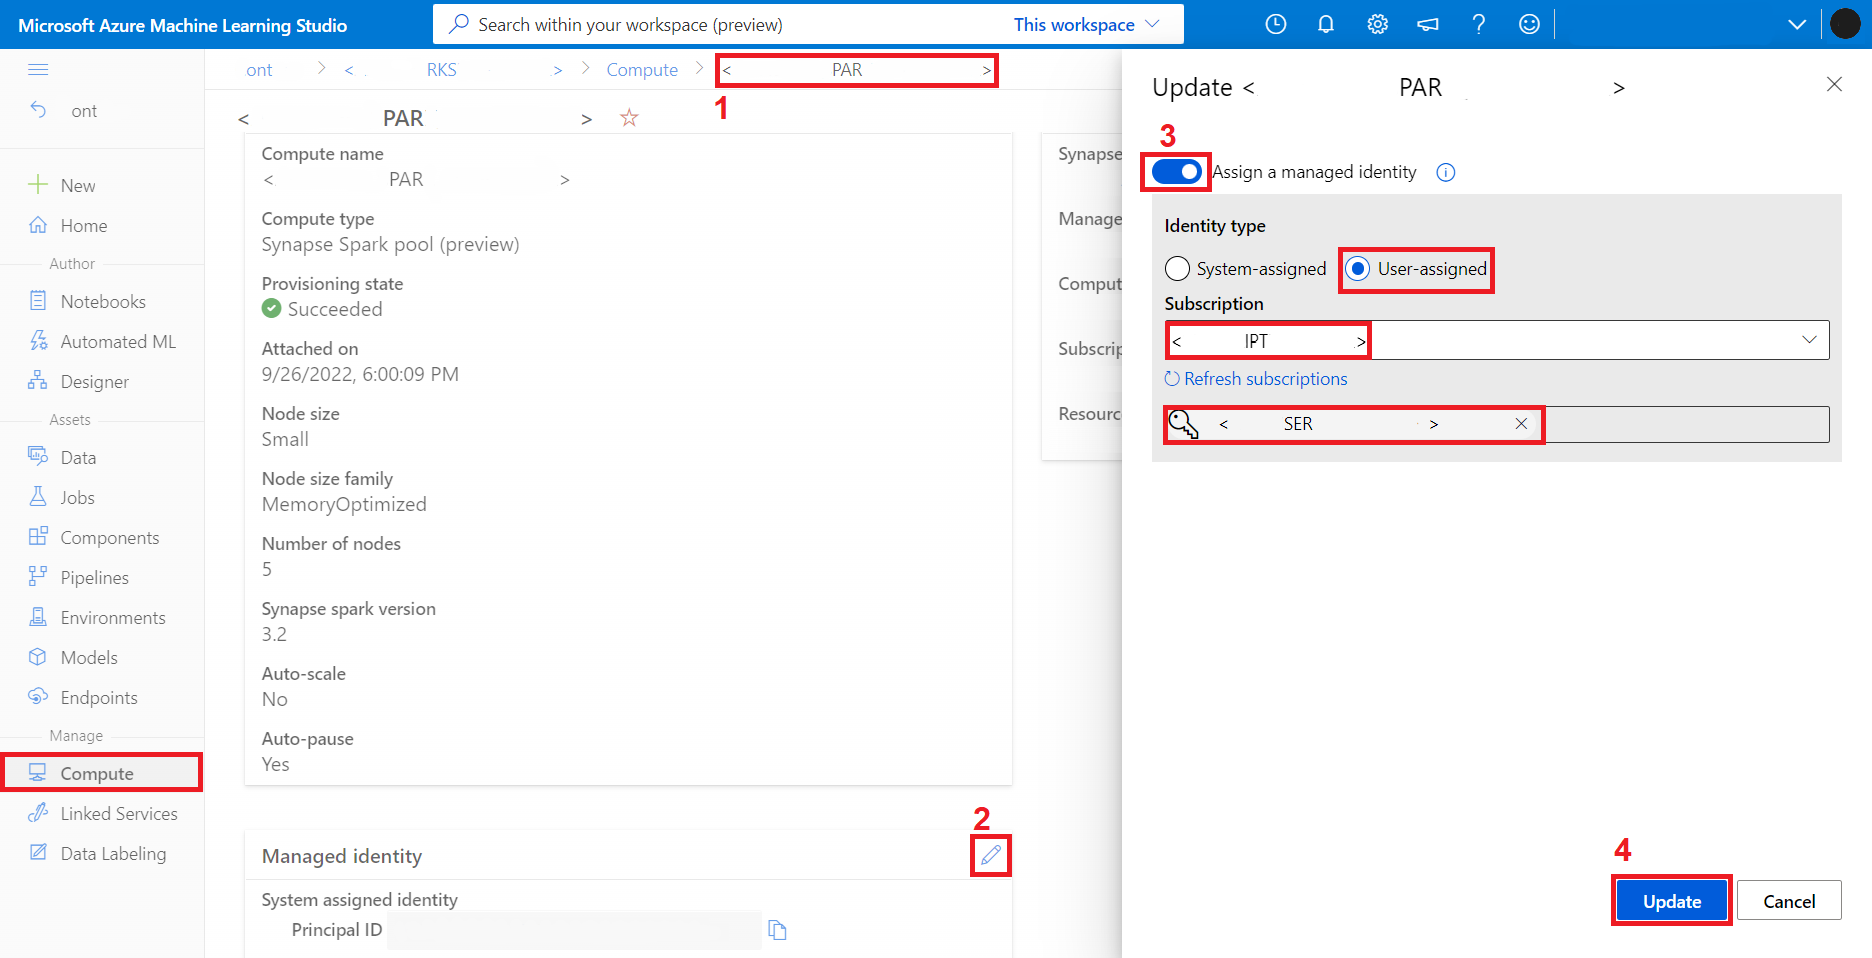 Microsoft Azure Machine Learning Studio
Search within your workspace (preview)
This workspace
ont
New
Home
Author
Notebooks
Automated ML
Designer
Assets
Data
Jobs
Components
Pipelines
Environments
Models
Endpoints
Manage
Compute
Linked Services
Data Labeling
ont > < RKS > > Compute > < PAR >
1
< PAR >
Compute name
< PAR >
Compute type
Synapse Spark pool (preview)
Provisioning state
Succeeded
Attached on
9/26/2022, 6:00:09 PM
Node size
Small
Node size family
MemoryOptimized
Number of nodes
5
Synapse spark version
3.2
Auto-scale
No
Auto-pause
Yes
2
Managed identity
System assigned identity
Principal ID
Synapse
Manage
Comput
Subscrip
Resourc
Update < PAR >
3
Assign a managed identity
Identity type
System-assigned
User-assigned
Subscription
< IPT >
Refresh subscriptions
< SER >
4
Update
Cancel